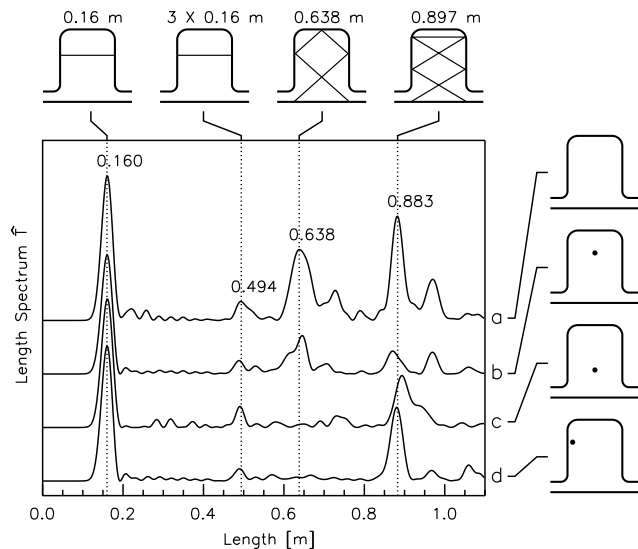 0.16 m 3 X 0.16 m 0.638 m 0.897 m
0.160
0.883
0.638
0.494
Length Spectrum T̂
a
b
c
d
0.0 0.2 0.4 0.6 0.8 1.0
Length [m]